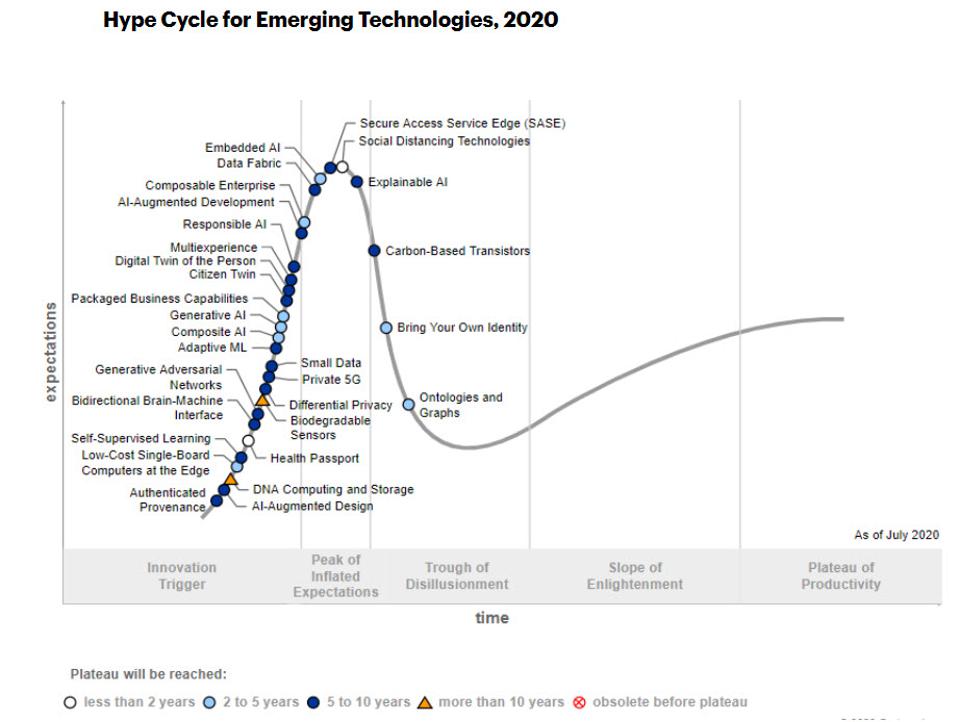 Hype Cycle for Emerging Technologies, 2020
Secure Access Service Edge (SASE)
Social Distancing Technologies
Embedded AI
Data Fabric
Explainable AI
Composable Enterprise
AI-Augmented Development
Responsible AI
Carbon-Based Transistors
Multiexperience
Digital Twin of the Person
Citizen Twin
Packaged Business Capabilities
Generative AI
Composite AI
Adaptive ML
Bring Your Own Identity
Small Data
Private 5G
Generative Adversarial
Networks
Bidirectional Brain-Machine
Interface
Differential Privacy
Biodegradable
Sensors
Ontologies and
Graphs
Self-Supervised Learning
Low-Cost Single-Board
Computers at the Edge
Health Passport
Authenticated
Provenance
DNA Computing and Storage
AI-Augmented Design
expectations
As of July 2020
Innovation
Trigger
Peak of
Inflated
Expectations
Trough of
Disillusionment
Slope of
Enlightenment
Plateau of
Productivity
time
Plateau will be reached:
less than 2 years 2 to 5 years 5 to 10 years more than 10 years obsolete before plateau